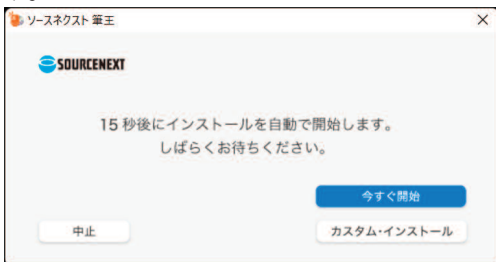 ソースネクスト 筆王
SOURCENEXT
15 秒後にインストールを自動で開始します。
しばらくお待ちください。
今すぐ開始
中止
カスタム・インストール